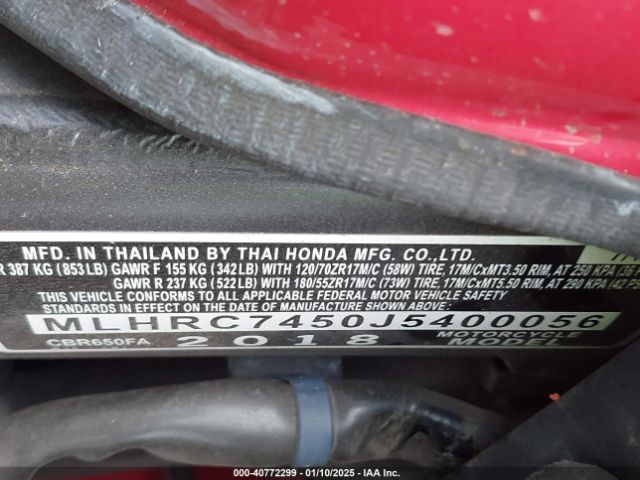 MFD. IN THAILAND BY THAI HONDA MFG. CO., LTD.
R 387 KG (853 LB) GAWR F 155 KG (342 LB) WITH 120/70ZR17M/C (58W) TIRE, 17M/CxMT3.50 RIM, AT 250 KPA (36
GAWR R 237 KG (522 LB) WITH 180/55ZR17M/C (73W) TIRE, 17M/CxMT5.50 RIM, AT 290 KPA (42 PS
VEHICLE CONFORMS TO ALL APPLICABLE FEDERAL MOTOR VEHICLE SAFETY
STANDARDS IN EFFECT ON THE DATE OF MANUFACTURE SHOWN ABOVE.
MLHRC7450J5400056
CBR650FA 2018 MOTORCYCLE MODEL
000-40772299 - 01/10/2025 - IAA Inc.